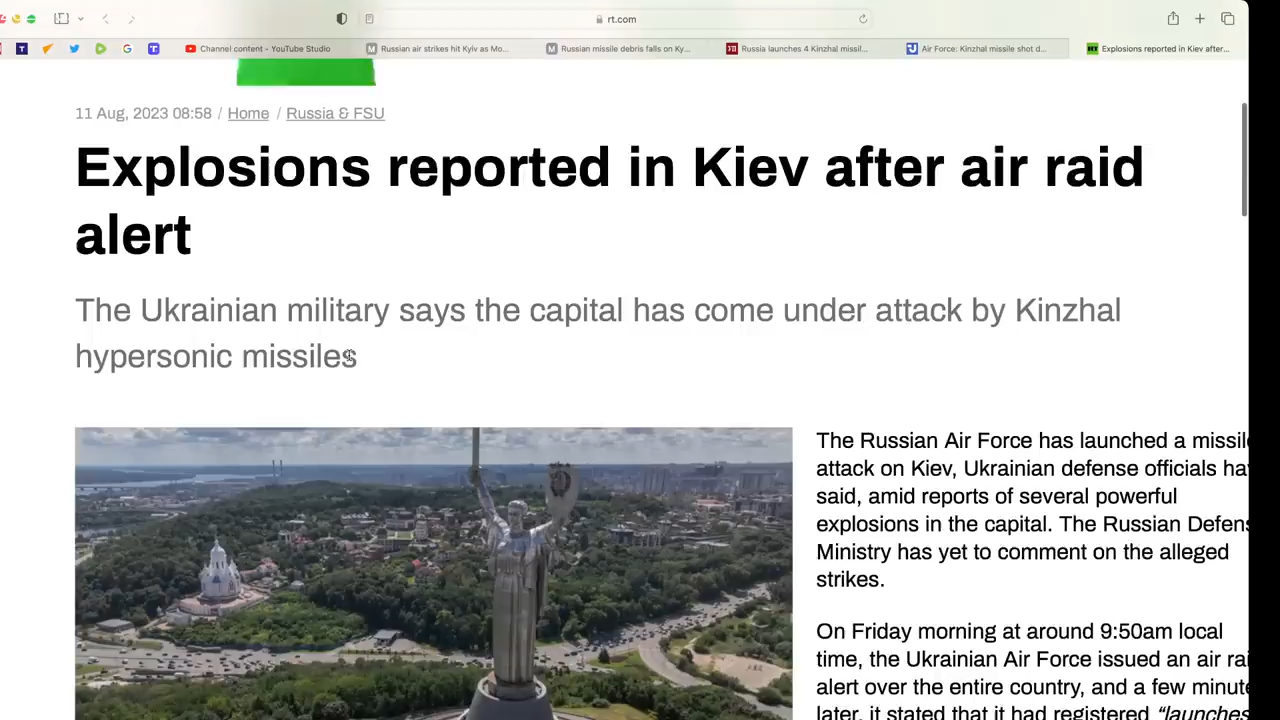 rt.com
Channel content - YouTube Studio
Russian air strikes hit Kyiv as Mo...
Russian missile debris falls on Ky...
Russia launches 4 Kinzhal missil...
Air Force: Kinzhal missile shot d...
Explosions reported in Kiev after...
11 Aug, 2023 08:58 / Home / Russia & FSU
Explosions reported in Kiev after air raid
alert
The Ukrainian military says the capital has come under attack by Kinzhal
hypersonic missiles
The Russian Air Force has launched a missile
attack on Kiev, Ukrainian defense officials hav
said, amid reports of several powerful
explosions in the capital. The Russian Defens
Ministry has yet to comment on the alleged
strikes.
On Friday morning at around 9:50am local
time, the Ukrainian Air Force issued an air rai
alert over the entire country, and a few minute
later, it stated that it had registered "launches